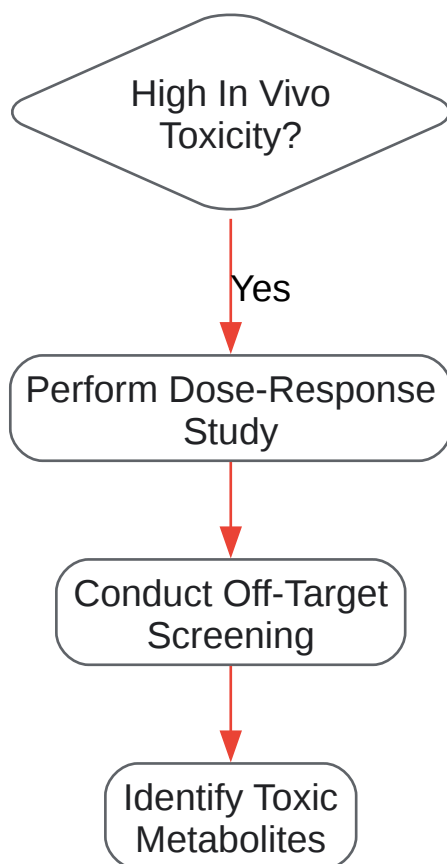 High In Vivo
Toxicity?
Yes
Perform Dose-Response
Study
Conduct Off-Target
Screening
Identify Toxic
Metabolites